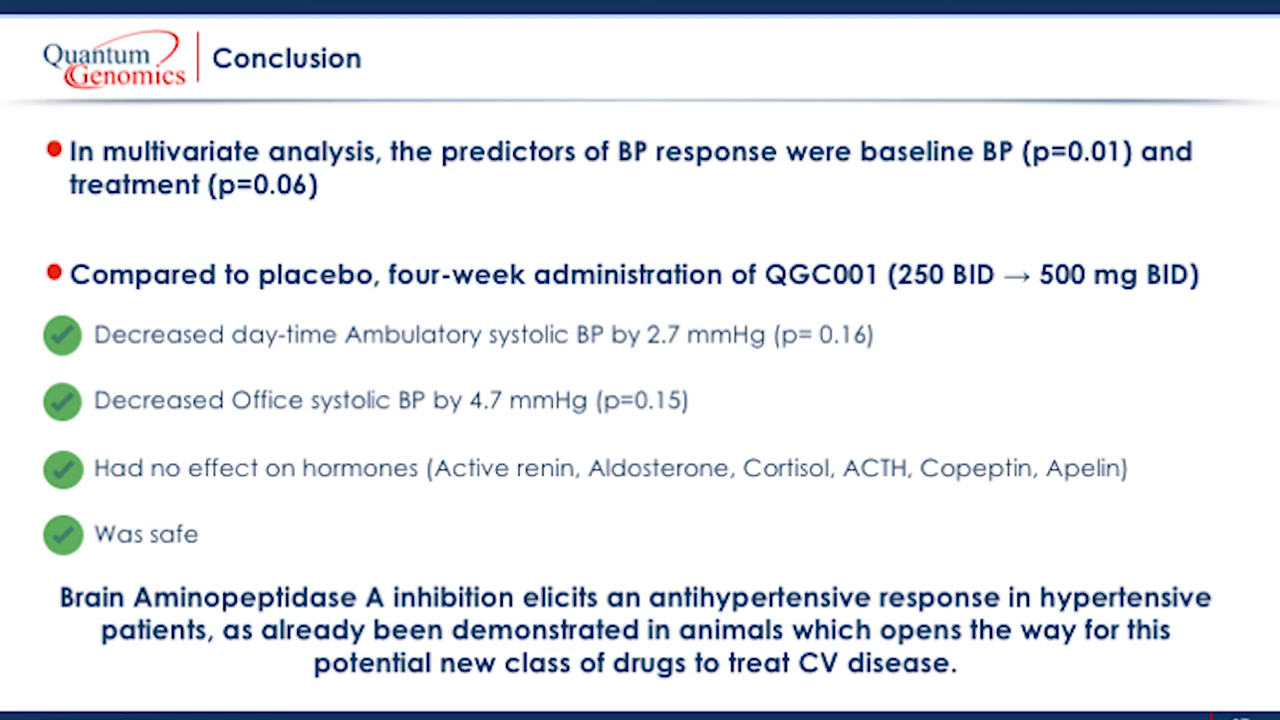 Quantum
Genomics
Conclusion
In multivariate analysis, the predictors of BP response were baseline BP (p=0.01) and
treatment (p=0.06)
Compared to placebo, four-week administration of QGC001 (250 BID → 500 mg BID)
Decreased day-time Ambulatory systolic BP by 2.7 mmHg (p= 0.16)
Decreased Office systolic BP by 4.7 mmHg (p=0.15)
Had no effect on hormones (Active renin, Aldosterone, Cortisol, ACTH, Copeptin, Apelin)
Was safe
Brain Aminopeptidase A inhibition elicits an antihypertensive response in hypertensive
patients, as already been demonstrated in animals which opens the way for this
potential new class of drugs to treat CV disease.